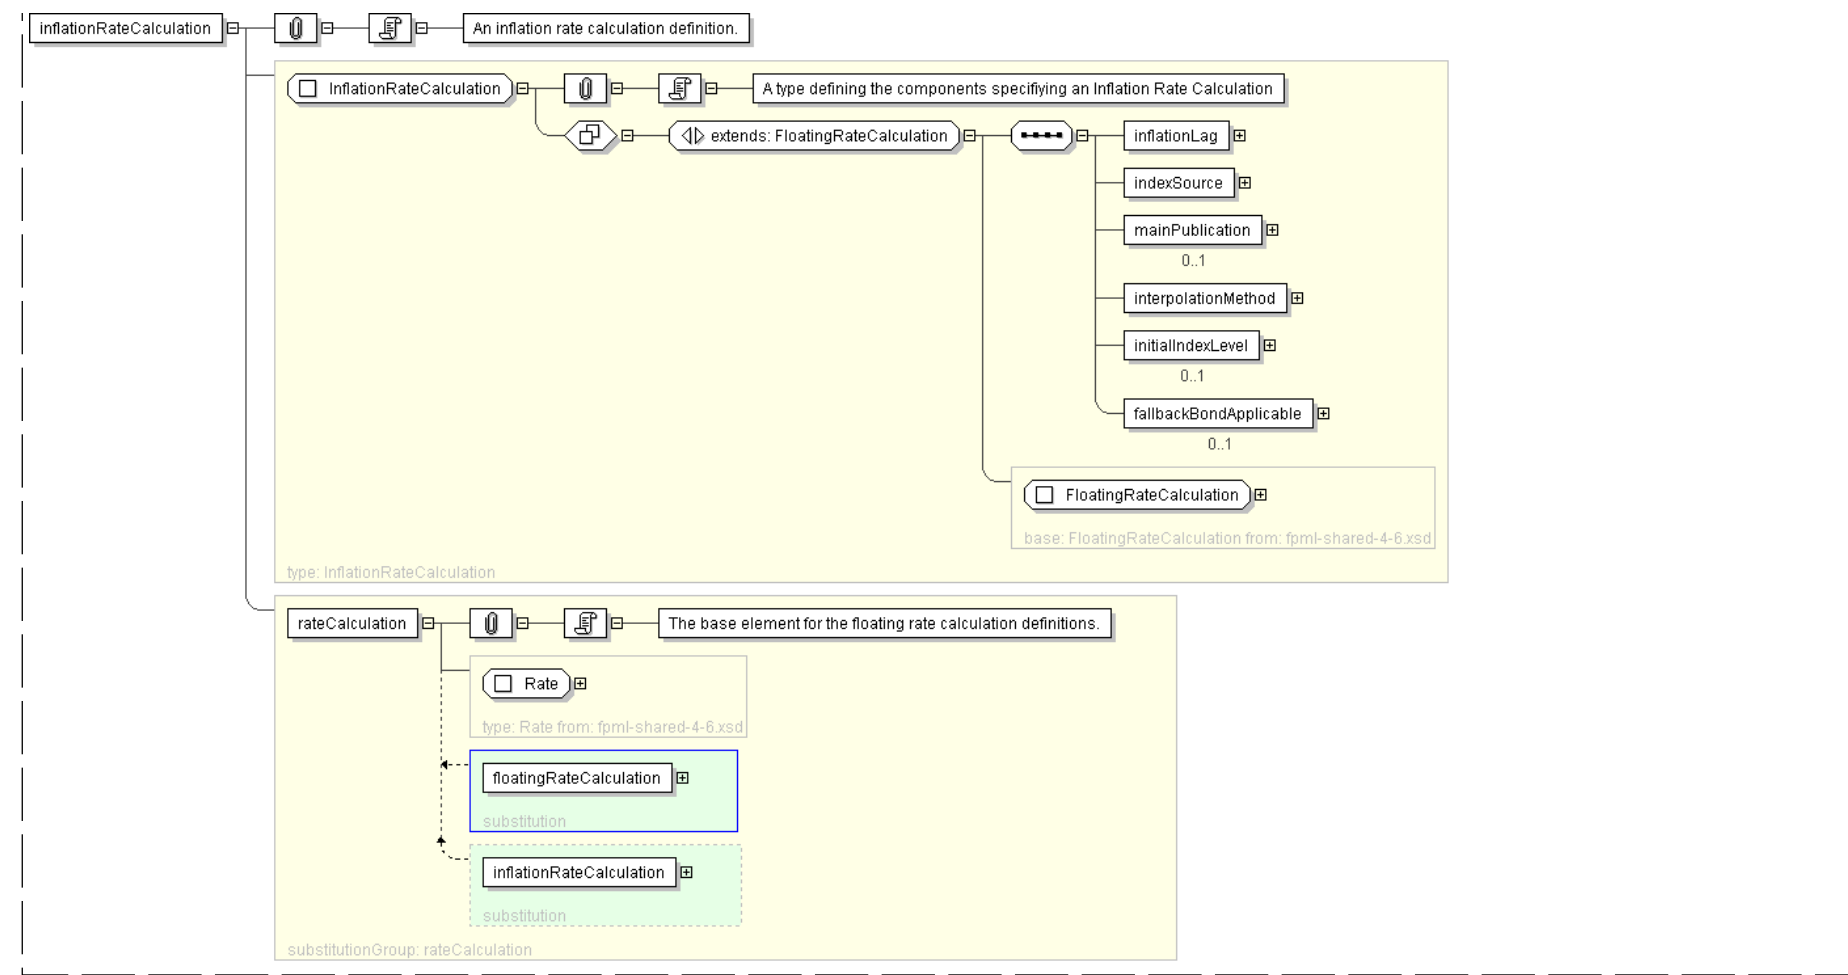 inflationRateCalculation
An inflation rate calculation definition.
InflationRateCalculation
A type defining the components specifiying an Inflation Rate Calculation
extends: FloatingRateCalculation
inflationLag
indexSource
mainPublication
0..1
interpolationMethod
initialIndexLevel
0..1
fallbackBondApplicable
0..1
FloatingRateCalculation
base: FloatingRateCalculation from: fpml-shared-4-6.xsd
type: InflationRateCalculation
rateCalculation
The base element for the floating rate calculation definitions.
Rate
type: Rate from: fpml-shared-4-6.xsd
floatingRateCalculation
substitution
inflationRateCalculation
substitution
substitutionGroup: rateCalculation